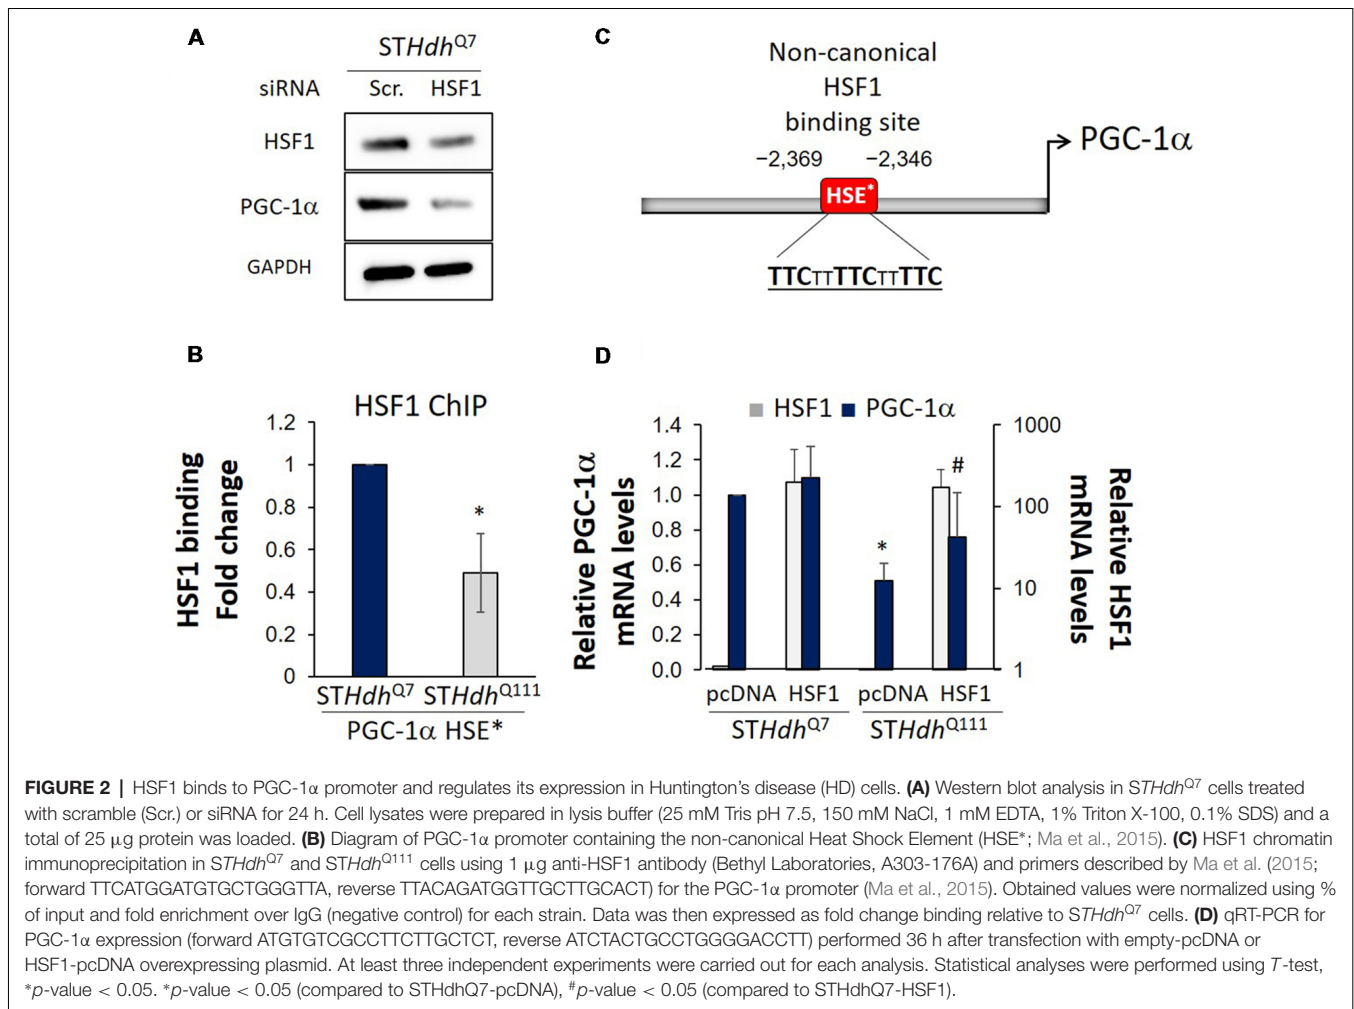 A
STHdhQ7
siRNA Scr. HSF1
HSF1
PGC-1α
GAPDH
C
Non-canonical
HSF1
binding site
−2,369 −2,346
PGC-1α
HSE*
TTCTTTTCTTTTC
B
HSF1 ChIP
HSF1 binding
Fold change
1.2
1
0.8
0.6
0.4
0.2
0
*
STHdhQ7 STHdhQ111
PGC-1α HSE*
D
HSF1 PGC-1α
Relative PGC-1α
mRNA levels
1.4
1.2
1.0
0.8
0.6
0.4
0.2
0.0
*
#
1000
100
10
1
Relative HSF1
mRNA levels
pcDNA HSF1 pcDNA HSF1
STHdhQ7 STHdhQ111
FIGURE 2 | HSF1 binds to PGC-1α promoter and regulates its expression in Huntington's disease (HD) cells. (A) Western blot analysis in STHdhQ7 cells treated
with scramble (Scr.) or siRNA for 24 h. Cell lysates were prepared in lysis buffer (25 mM Tris pH 7.5, 150 mM NaCl, 1 mM EDTA, 1% Triton X-100, 0.1% SDS) and a
total of 25 µg protein was loaded. (B) Diagram of PGC-1α promoter containing the non-canonical Heat Shock Element (HSE*; Ma et al., 2015). (C) HSF1 chromatin
immunoprecipitation in STHdhQ7 and STHdhQ111 cells using 1 µg anti-HSF1 antibody (Bethyl Laboratories, A303-176A) and primers described by Ma et al. (2015;
forward TTCATGGATGTGCTGGGTTA, reverse TTACAGATGGTTGCTTGCACT) for the PGC-1α promoter (Ma et al., 2015). Obtained values were normalized using %
of input and fold enrichment over IgG (negative control) for each strain. Data was then expressed as fold change binding relative to STHdhQ7 cells. (D) qRT-PCR for
PGC-1α expression (forward ATGTGTCGCCTTCTTGCTCT, reverse ATCTACTGCCTGGGGACCTT) performed 36 h after transfection with empty-pcDNA or
HSF1-pcDNA overexpressing plasmid. At least three independent experiments were carried out for each analysis. Statistical analyses were performed using T-test,
*p-value < 0.05. *p-value < 0.05 (compared to STHdhQ7-pcDNA), #p-value < 0.05 (compared to STHdhQ7-HSF1).